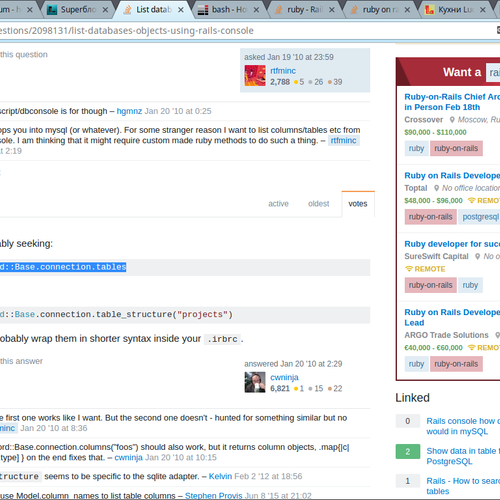 um - h
Superбло
List datab
bash - Ho
ruby - Rai
ruby on ra
Кухни Lu
estions/2098131/list-databases-objects-using-rails-console
this question
asked Jan 19 '10 at 23:59
rtfminc
2,788 5 26 39
script/dbconsole is for though – hgmnz Jan 20 '10 at 0:25
ops you into mysql (or whatever). For some stranger reason I want to list columns/tables etc from
sole. I am thinking that it might require custom made ruby methods to do such a thing. – rtfminc
at 2:19
active oldest votes
ably seeking:
d::Base.connection.tables
d::Base.connection.table_structure("projects")
robably wrap them in shorter syntax inside your .irbrc.
this answer
answered Jan 20 '10 at 2:29
cwninja
6,821 1 15 22
e first one works like I want. But the second one doesn't - hunted for something similar but no
minc Jan 20 '10 at 8:36
ord::Base.connection.columns("foos") should also work, but it returns column objects, .map{|c|
type] } on the end fixes that. – cwninja Jan 20 '10 at 10:15
tructure seems to be specific to the sqlite adapter. – Kelvin Feb 2 '12 at 18:56
use Model.column_names to list table columns – Stephen Provis Jun 8 '15 at 21:02
Want a rai
Ruby-on-Rails Chief Arc
in Person Feb 18th
Crossover Moscow, Ru
$90,000 - $110,000
ruby ruby-on-rails
Ruby on Rails Develope
Toptal No office location
$48,000 - $96,000 REMOTE
ruby-on-rails postgresql
Ruby developer for succ
SureSwift Capital No o
REMOTE
ruby-on-rails ruby
Ruby on Rails Develope
Lead
ARGO Trade Solutions N
€40,000 - €60,000 REMOT
ruby ruby-on-rails
Linked
0 Rails console how c
would in mySQL
5 Show data in table f
PostgreSQL
1 Rails - How to searc
tables